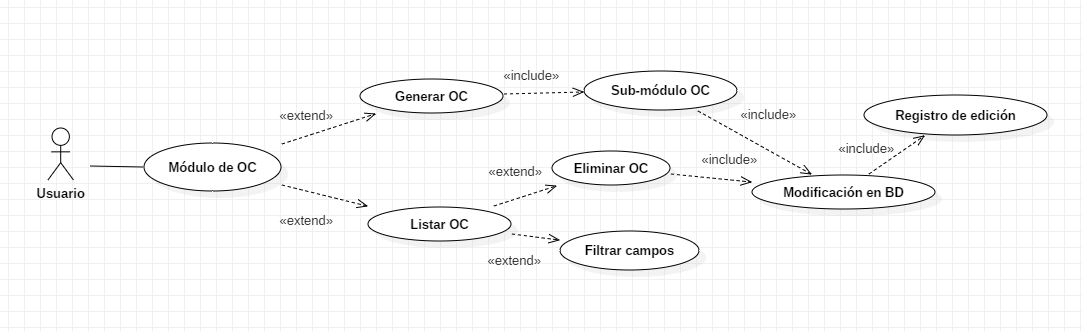 «include»
Generar OC
Sub-módulo OC
«extend»
«include»
Registro de edición
«include»
Módulo de OC
«extend»
Eliminar OC
«include»
Modificación en BD
Usuario
«extend»
Listar OC
Filtrar campos
«extend»